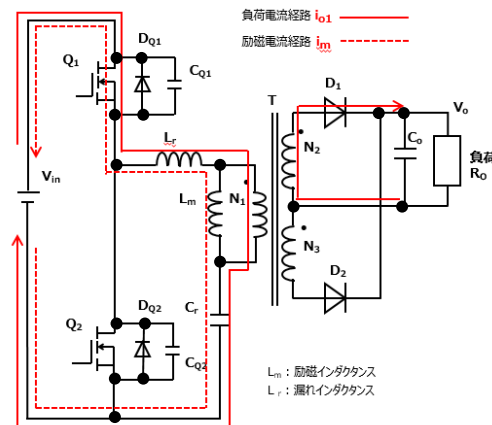 負荷電流経路 io1
励磁電流経路 im
Q1
DQ1
CQ1
Lr
Lm
N1
T
D1
N2
Vo
Co
負荷
RO
Vin
N3
D2
Q2
DQ2
CQ2
Cr
Lm：励磁インダクタンス
Lr：漏れインダクタンス